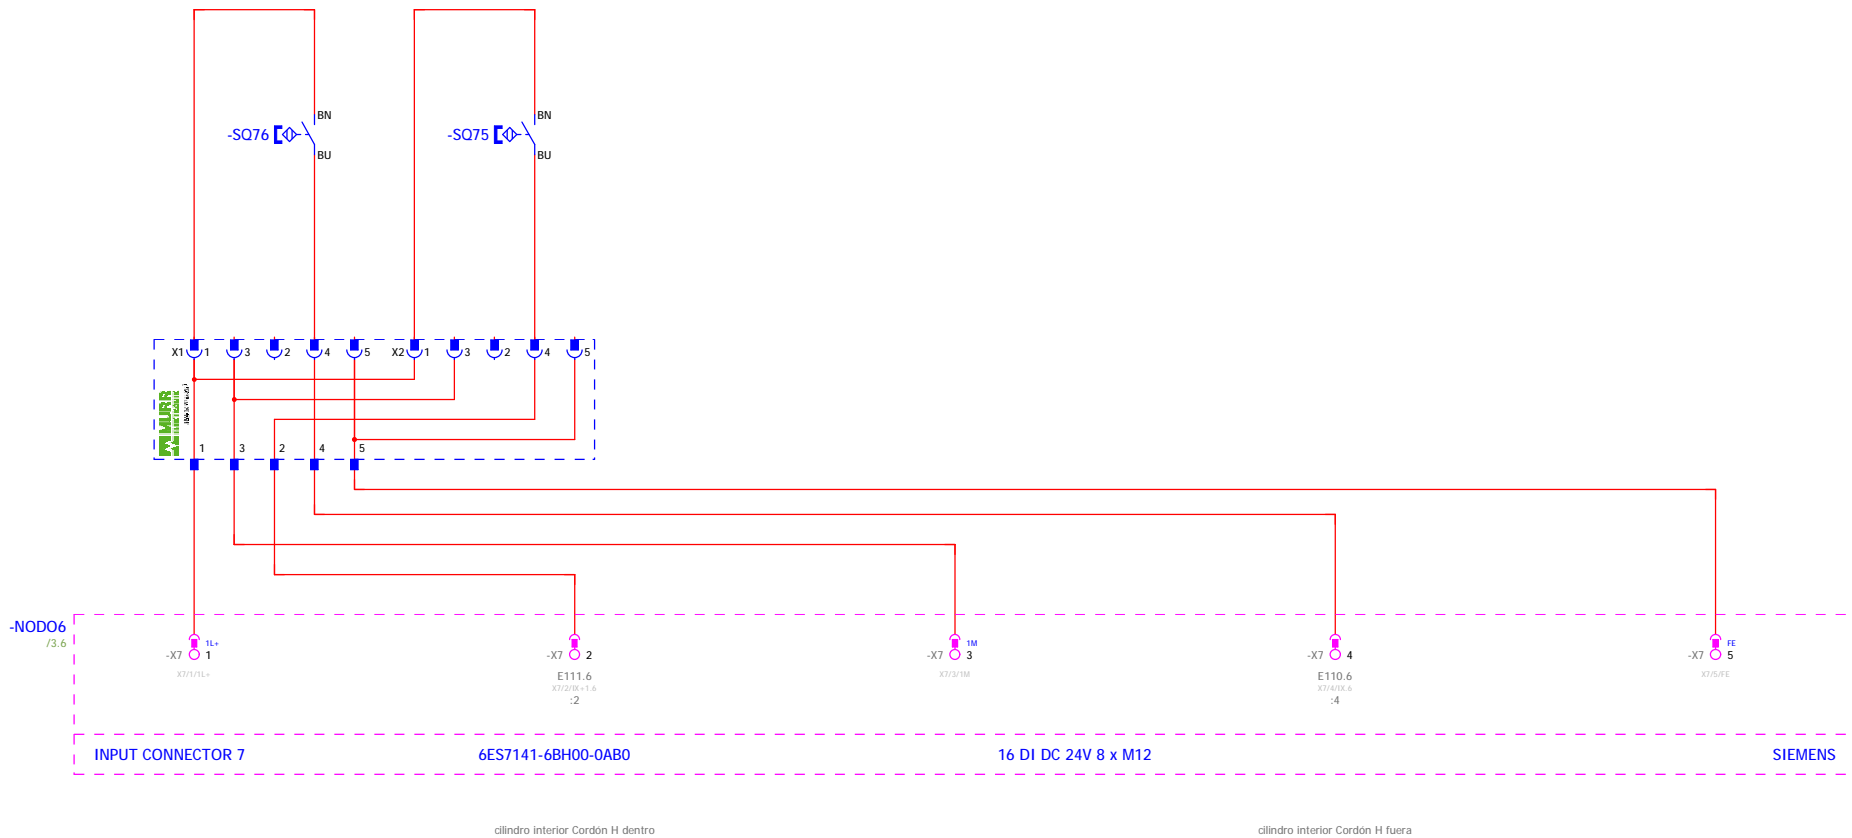 BN BN
-SQ76 -SQ75
BU BU
X1 1 3 2 4 5 X2 1 3 2 4 5
MURR
1 3 2 4 5
-NODO6
/3.6
1L+ 1M FE
-X7 1 -X7 2 -X7 3 -X7 4 -X7 5
X7/1/1L+ E111.6 X7/3/1M E110.6 X7/5/FE
X7/2/IX+1.6 X7/4/IX.6
:2 :4
INPUT CONNECTOR 7 6ES7141-6BH00-0AB0 16 DI DC 24V 8 x M12 SIEMENS
cilindro interior Cordón H dentro cilindro interior Cordón H fuera